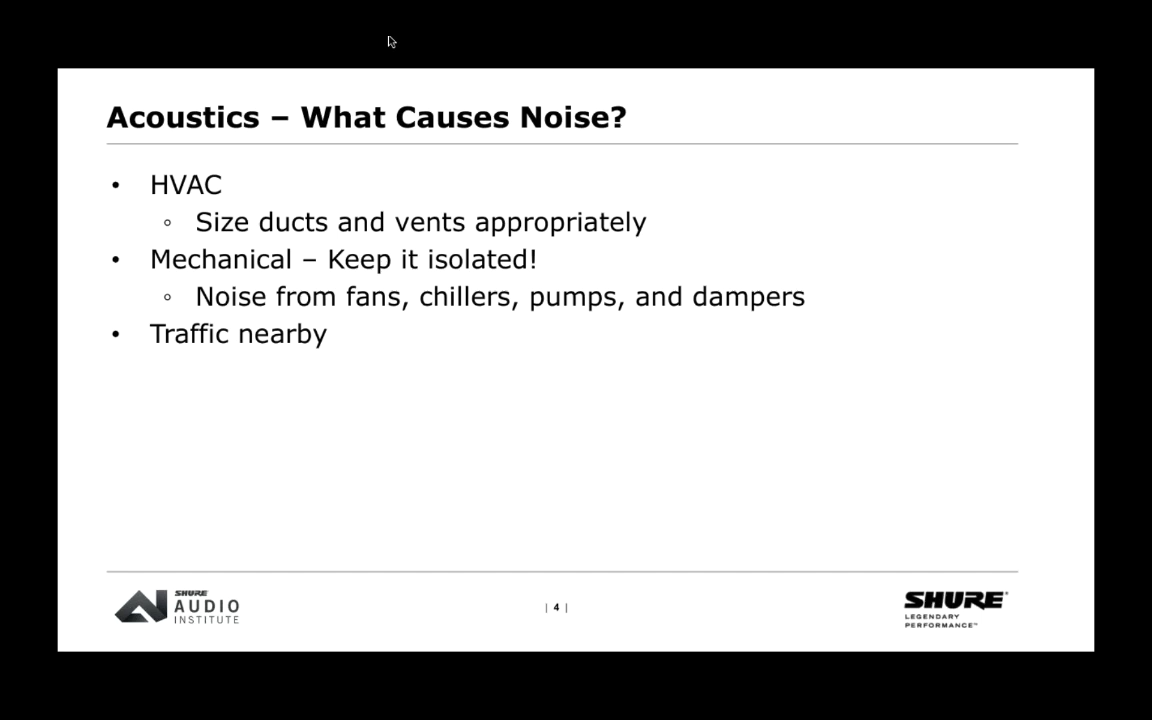 Acoustics – What Causes Noise?
• HVAC
◦ Size ducts and vents appropriately
• Mechanical – Keep it isolated!
◦ Noise from fans, chillers, pumps, and dampers
• Traffic nearby
SHURE
AUDIO
INSTITUTE
| 4 |
SHURE®
LEGENDARY
PERFORMANCE™